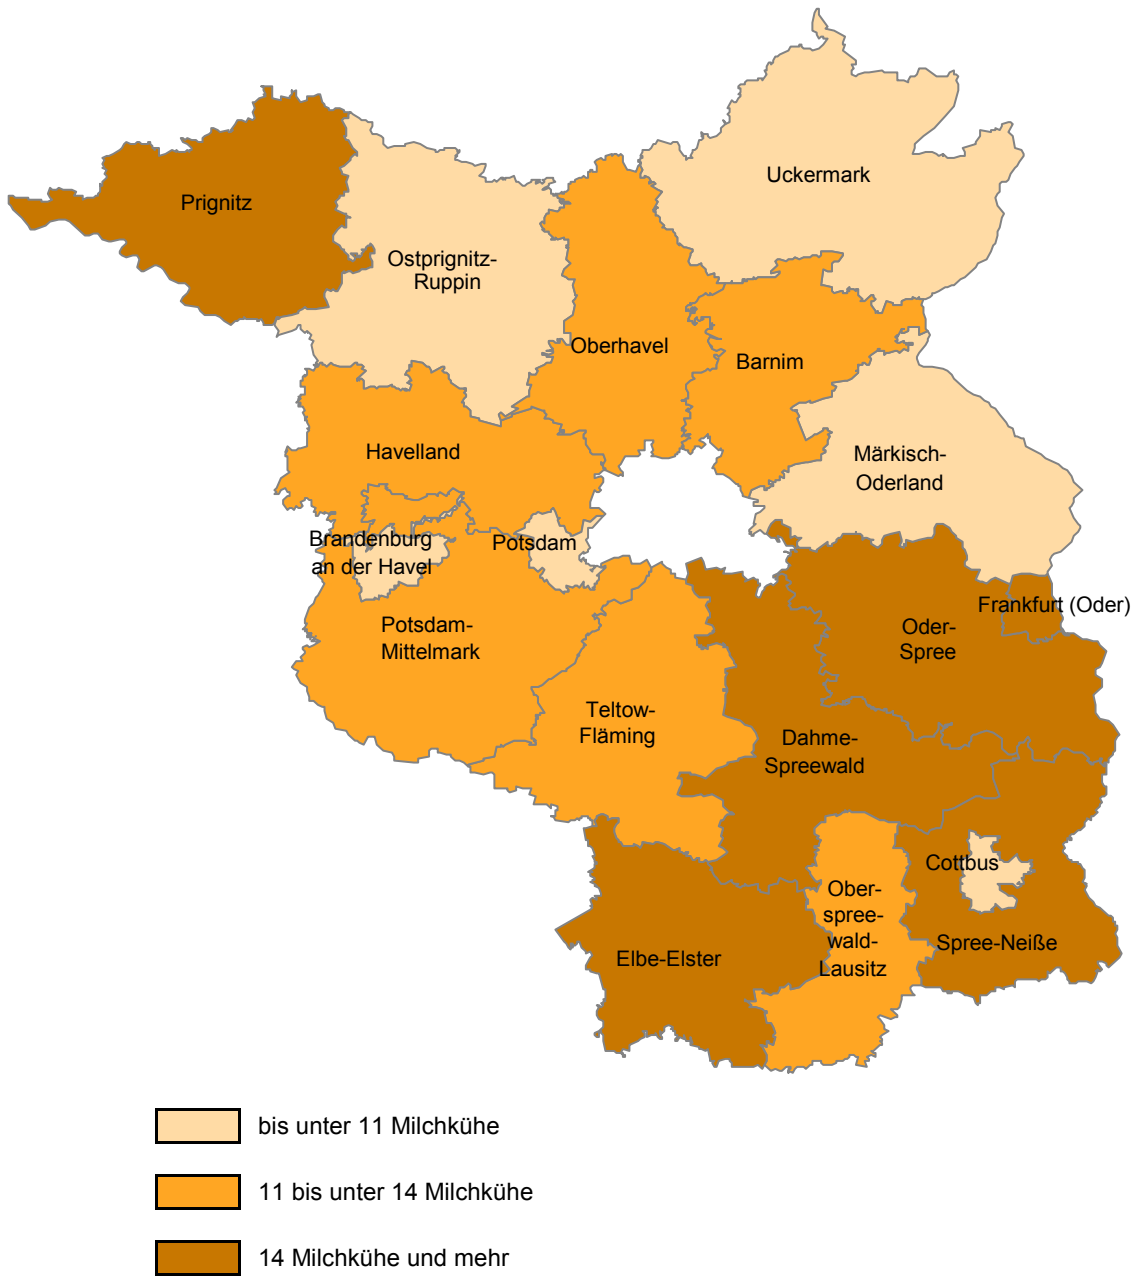 Uckermark
Prignitz
Ostprignitz-
Ruppin
Oberhavel
Barnim
Havelland
Märkisch-
Oderland
Brandenburg
an der Havel
Potsdam
Frankfurt (Oder)
Potsdam-
Mittelmark
Oder-
Spree
Teltow-
Fläming
Dahme-
Spreewald
Cottbus
Ober-
spree-
wald-
Lausitz
Spree-Neiße
Elbe-Elster
bis unter 11 Milchkühe
11 bis unter 14 Milchkühe
14 Milchkühe und mehr